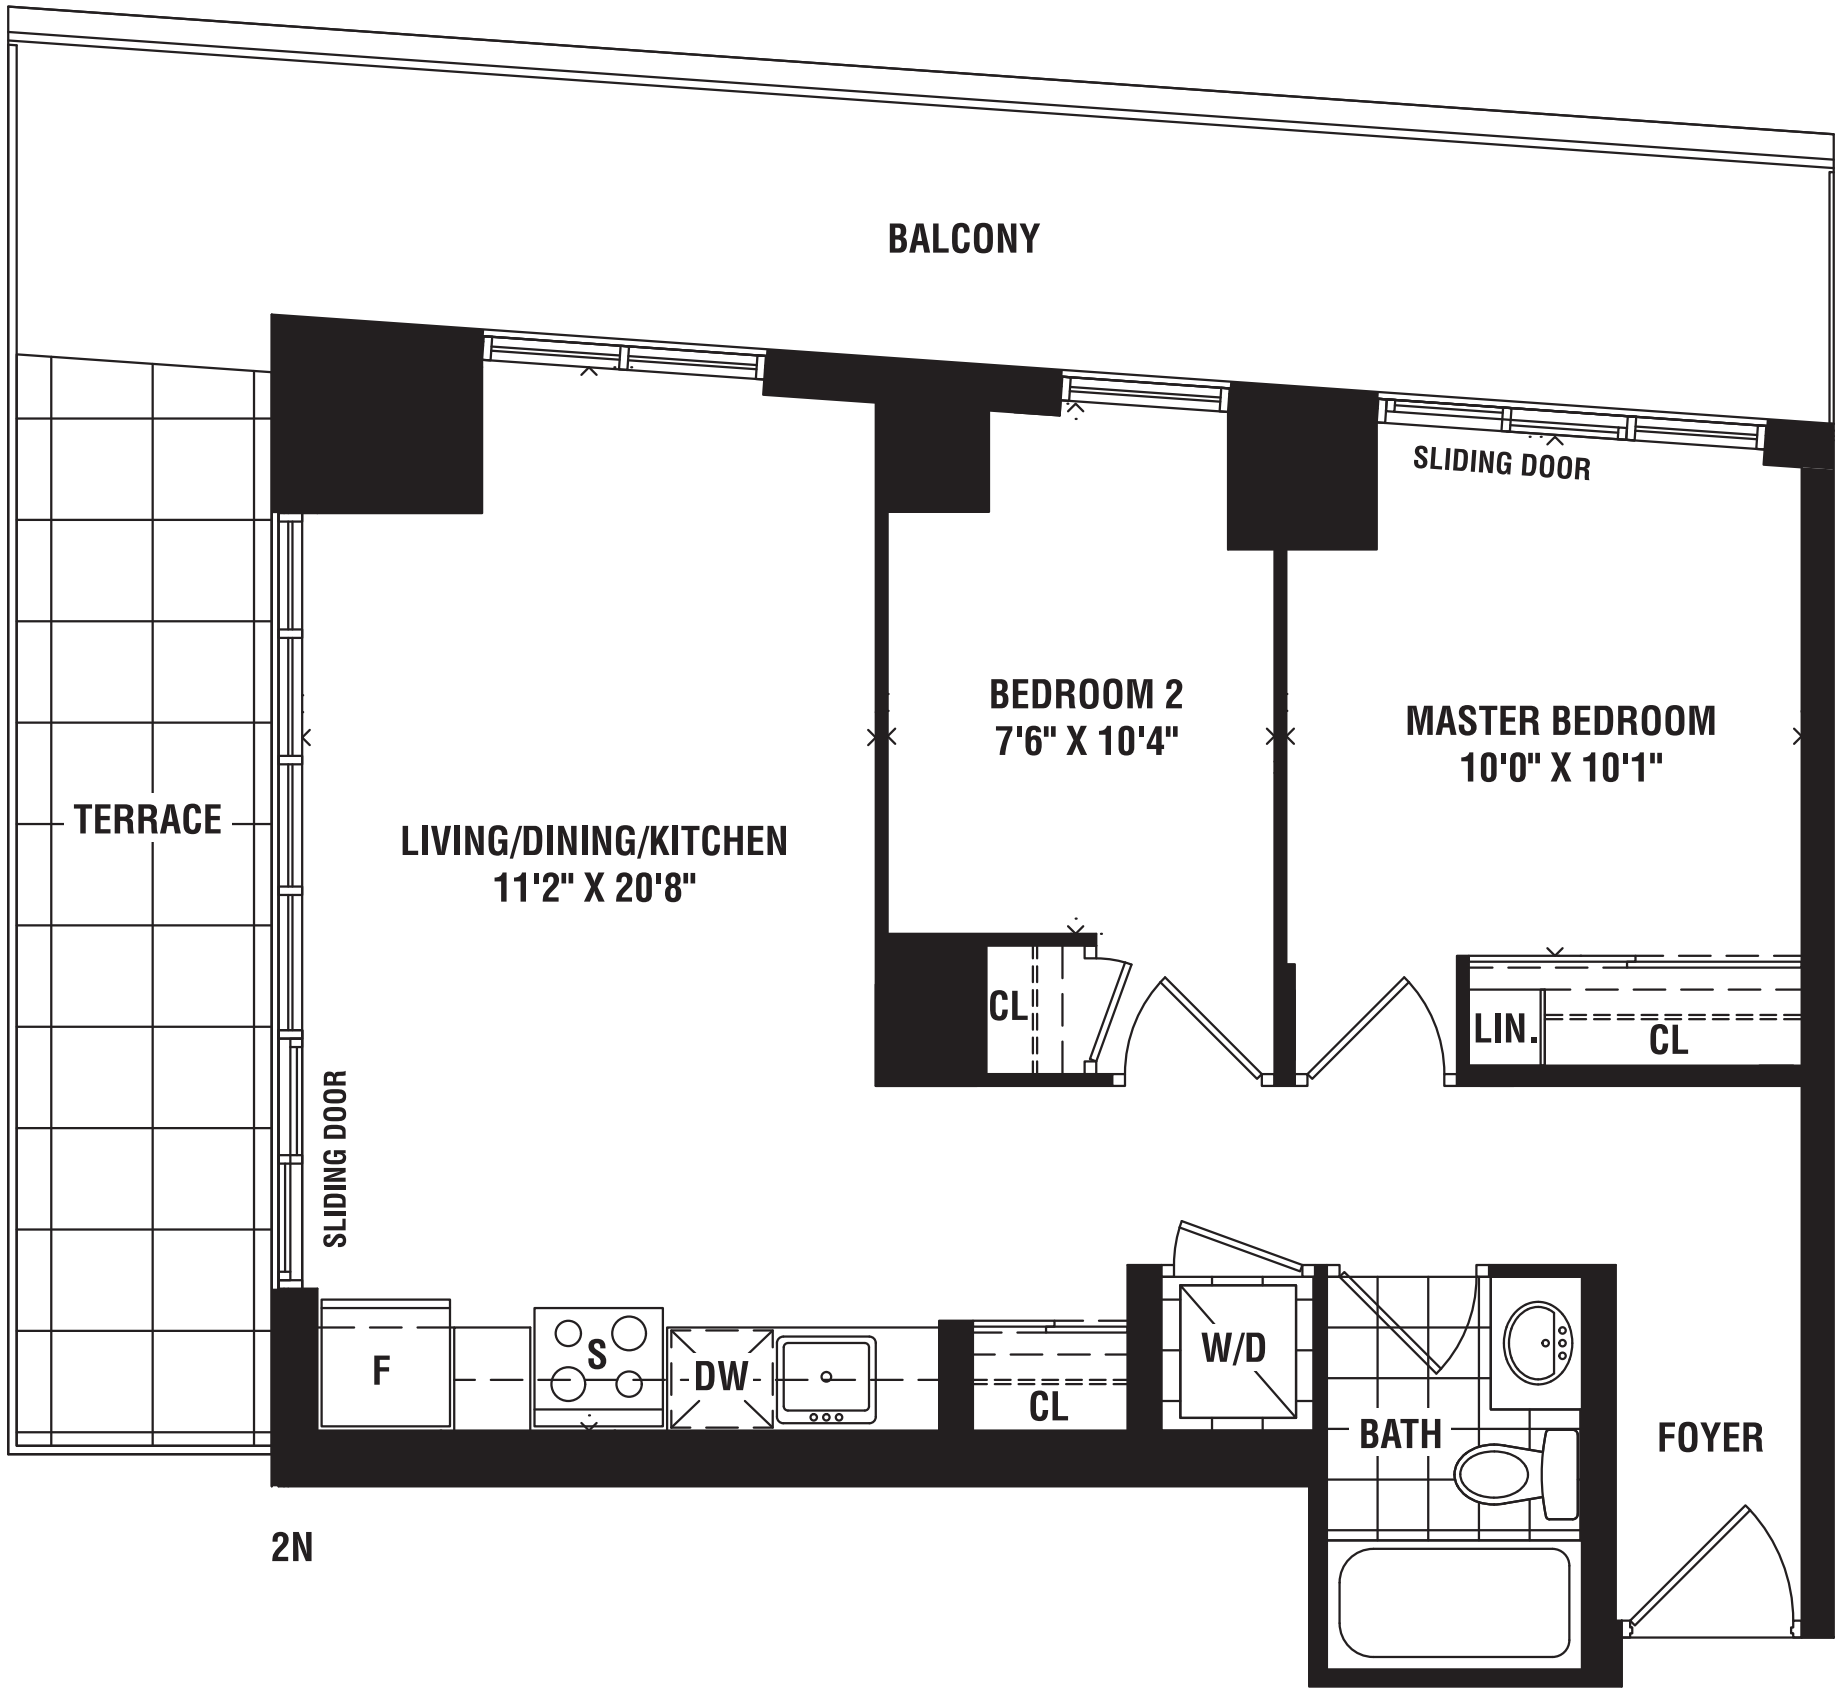 BALCONY
SLIDING DOOR
BEDROOM 2
7'6" X 10'4"
MASTER BEDROOM
10'0" X 10'1"
TERRACE
LIVING/DINING/KITCHEN
11'2" X 20'8"
CL
LIN.
CL
SLIDING DOOR
F
S
DW
CL
W/D
BATH
FOYER
2N